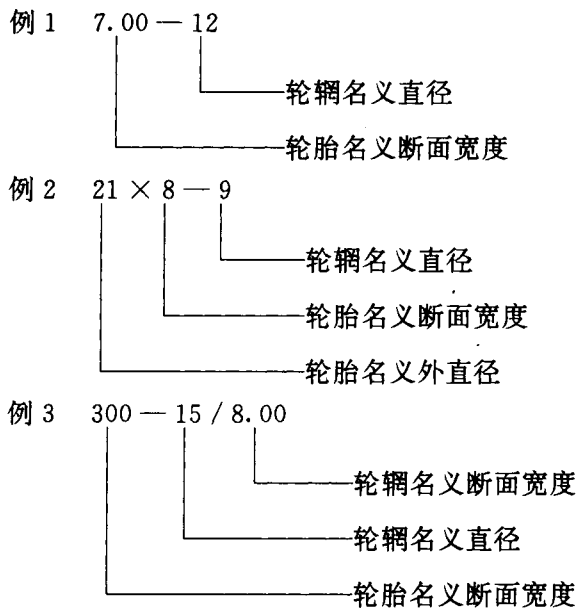 例 1 7.00 — 12
轮辋名义直径
轮胎名义断面宽度
例 2 21 × 8 — 9
轮辋名义直径
轮胎名义断面宽度
轮胎名义外直径
例 3 300 — 15 / 8.00
轮辋名义断面宽度
轮辋名义直径
轮胎名义断面宽度